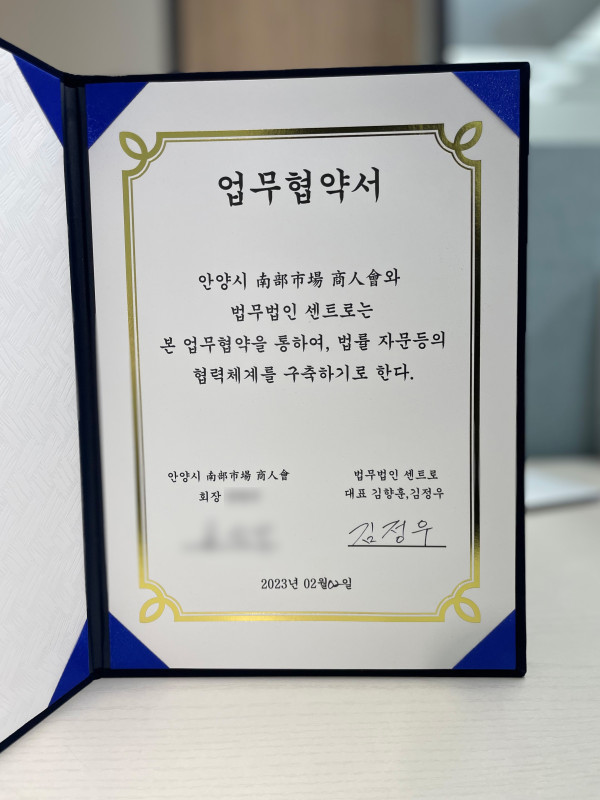 업무협약서
안양시 南部市場 商人會와
법무법인 센트로는
본 업무협약을 통하여, 법률 자문등의
협력체계를 구축하기로 한다.
안양시 南部市場 商人會
회장
법무법인 센트로
대표 김향훈,김정우
김정우
2023년 02월02일